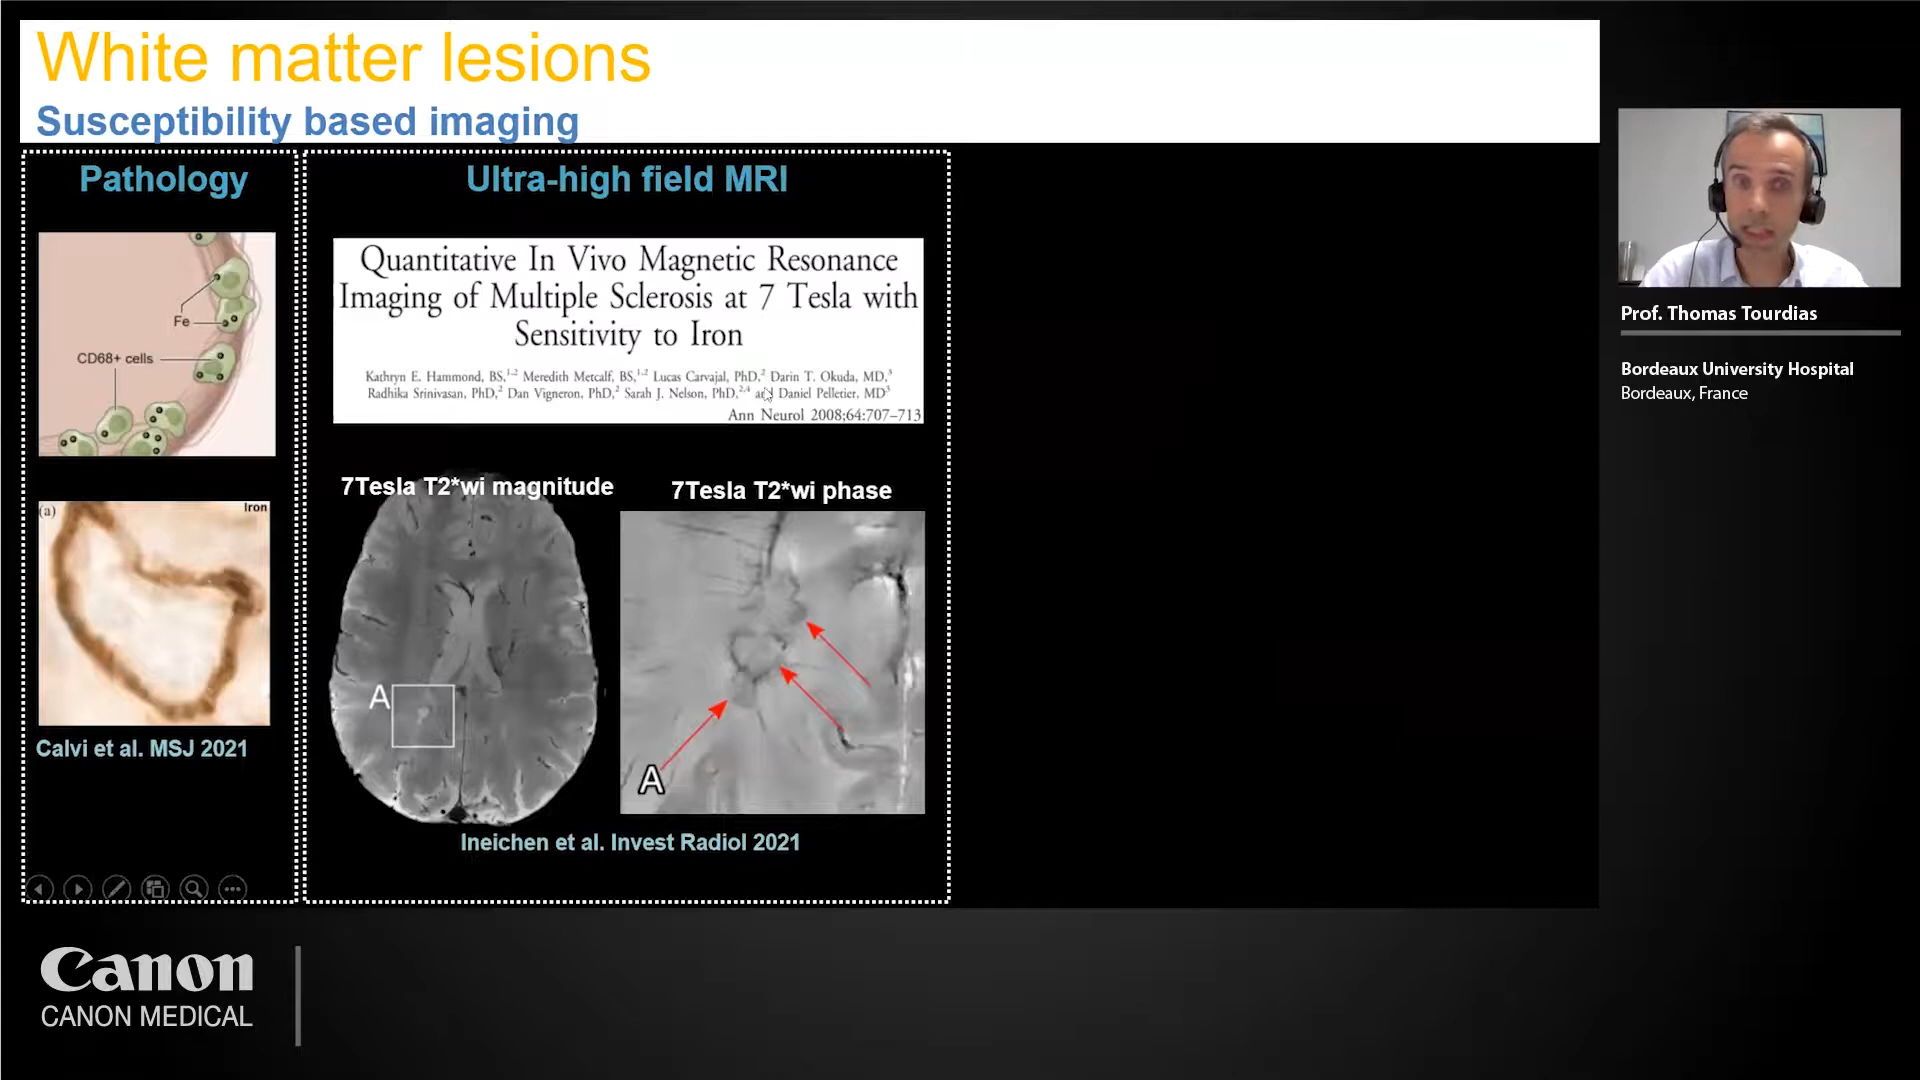 White matter lesions
Susceptibility based imaging
Pathology
Fe
CD68+ cells
(a)
Iron
Calvi et al. MSJ 2021
Ultra-high field MRI
Quantitative In Vivo Magnetic Resonance
Imaging of Multiple Sclerosis at 7 Tesla with
Sensitivity to Iron
Kathryn E. Hammond, BS,1,2 Meredith Metcalf, BS,1,2 Lucas Carvajal, PhD,2 Darin T. Okuda, MD,3
Radhika Srinivasan, PhD,2 Dan Vigneron, PhD,2 Sarah J. Nelson, PhD,2,4 and Daniel Pelletier, MD3
Ann Neurol 2008;64:707–713
7Tesla T2*wi magnitude
7Tesla T2*wi phase
A
A
Ineichen et al. Invest Radiol 2021
Prof. Thomas Tourdias
Bordeaux University Hospital
Bordeaux, France
Canon
CANON MEDICAL